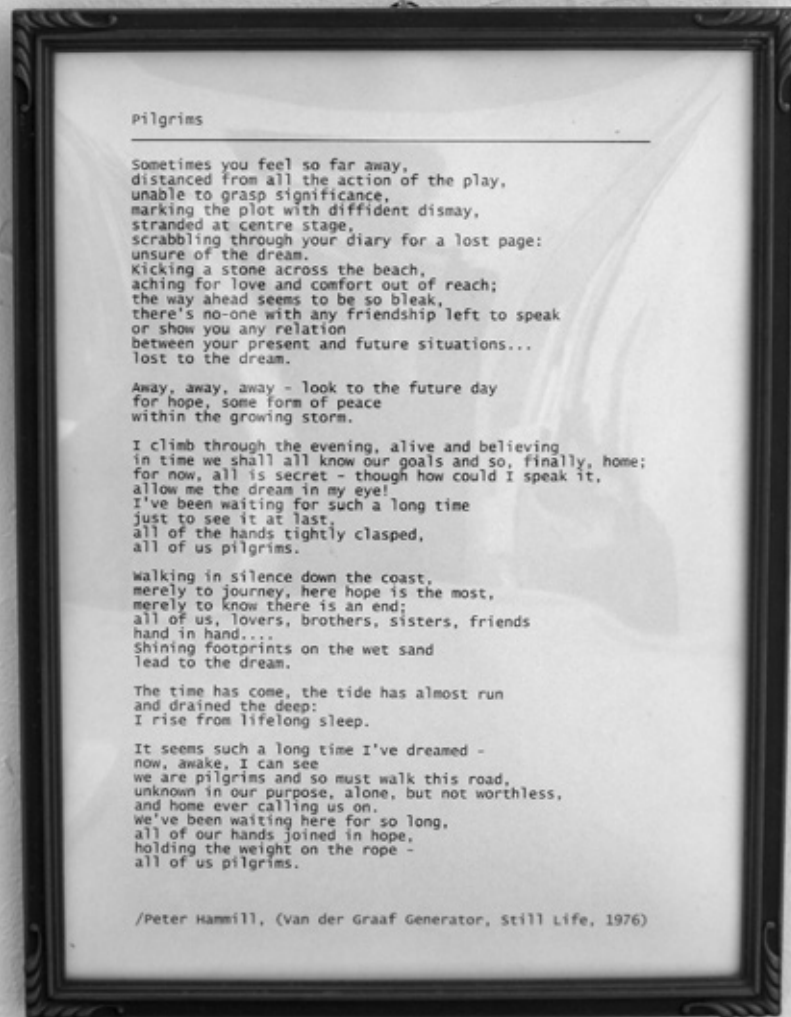 Pilgrims
Sometimes you feel so far away,
distanced from all the action of the play,
unable to grasp significance,
marking the plot with diffident dismay,
stranded at centre stage,
scrabbling through your diary for a lost page:
unsure of the dream.
Kicking a stone across the beach,
aching for love and comfort out of reach;
the way ahead seems to be so bleak,
there's no-one with any friendship left to speak
or show you any relation
between your present and future situations...
lost to the dream.
Away, away, away - look to the future day
for hope, some form of peace
within the growing storm.
I climb through the evening, alive and believing
in time we shall all know our goals and so, finally, home;
for now, all is secret - though how could I speak it,
allow me the dream in my eye!
I've been waiting for such a long time
just to see it at last,
all of the hands tightly clasped,
all of us pilgrims.
Walking in silence down the coast,
merely to journey, here hope is the most,
merely to know there is an end;
all of us, lovers, brothers, sisters, friends
hand in hand....
Shining footprints on the wet sand
lead to the dream.
The time has come, the tide has almost run
and drained the deep:
I rise from lifelong sleep.
It seems such a long time I've dreamed -
now, awake, I can see
we are pilgrims and so must walk this road,
unknown in our purpose, alone, but not worthless,
and home ever calling us on.
We've been waiting here for so long,
all of our hands joined in hope,
holding the weight on the rope -
all of us pilgrims.
/Peter Hammill, (Van der Graaf Generator, Still Life, 1976)